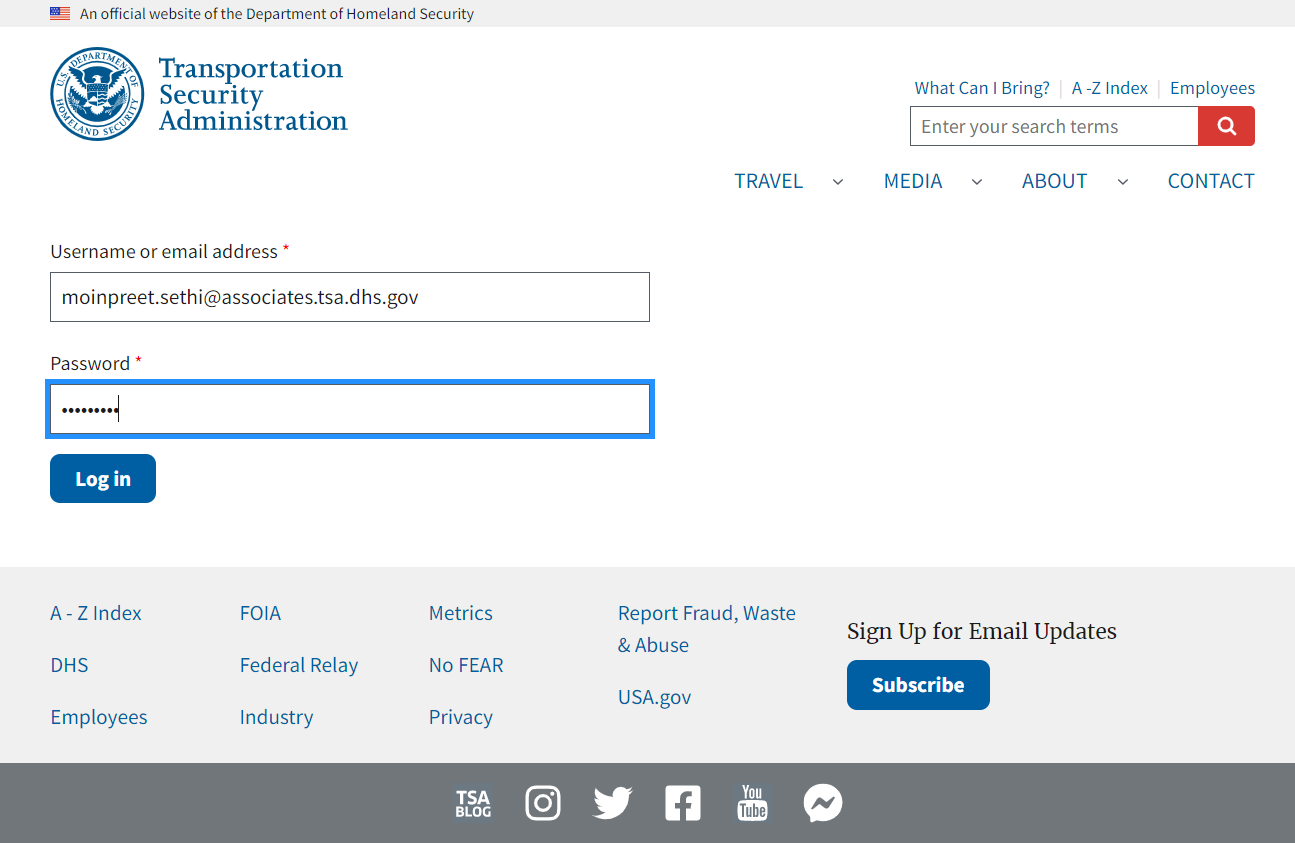 An official website of the Department of Homeland Security
U.S. DEPARTMENT OF HOMELAND SECURITY
Transportation
Security
Administration
What Can I Bring?
A -Z Index
Employees
Enter your search terms
TRAVEL
MEDIA
ABOUT
CONTACT
Username or email address *
moinpreet.sethi@associates.tsa.dhs.gov
Password *
•••••••••
Log in
A - Z Index
FOIA
Metrics
Report Fraud, Waste
& Abuse
DHS
Federal Relay
No FEAR
USA.gov
Employees
Industry
Privacy
Sign Up for Email Updates
Subscribe
TSA
BLOG
You
Tube